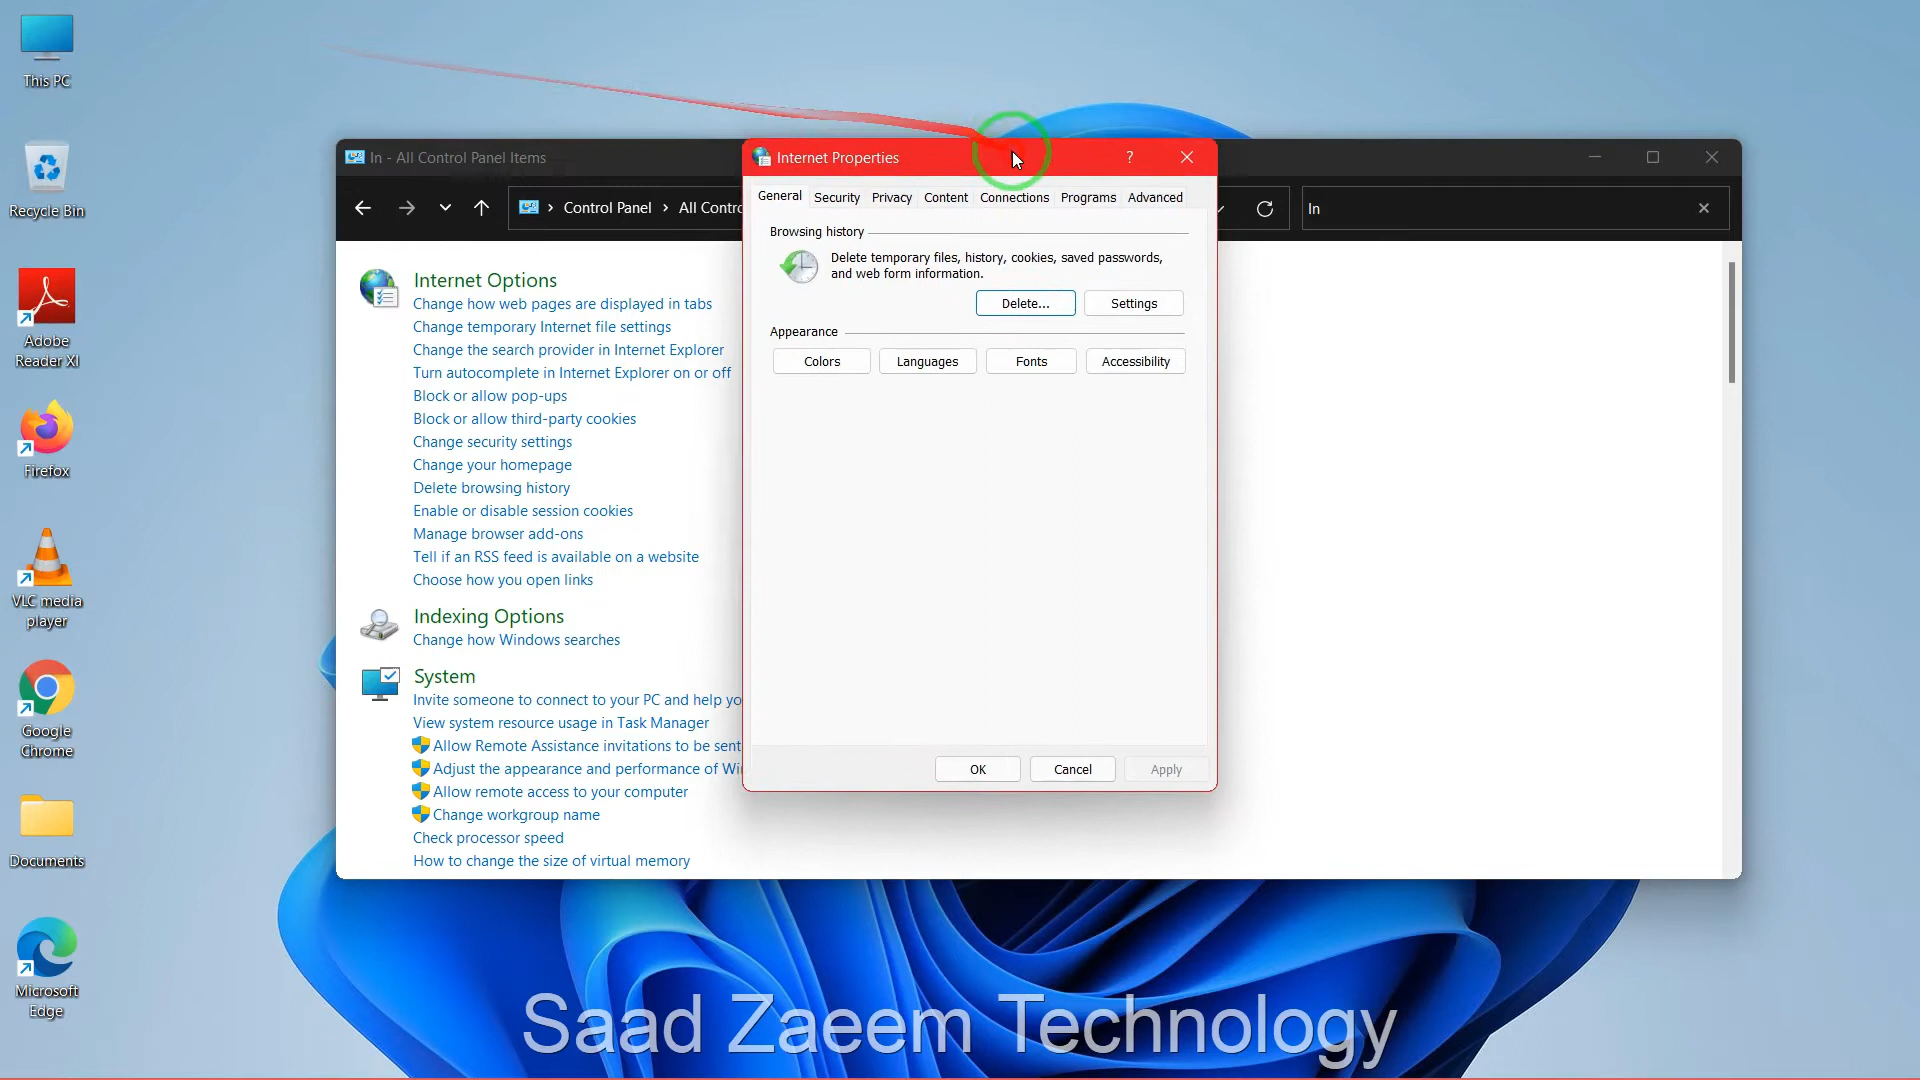 This PC
Recycle Bin
Adobe
Reader XI
Firefox
VLC media
player
Google
Chrome
Documents
Microsoft
Edge
In - All Control Panel Items
Control Panel
All Contro
In
Internet Options
Change how web pages are displayed in tabs
Change temporary Internet file settings
Change the search provider in Internet Explorer
Turn autocomplete in Internet Explorer on or off
Block or allow pop-ups
Block or allow third-party cookies
Change security settings
Change your homepage
Delete browsing history
Enable or disable session cookies
Manage browser add-ons
Tell if an RSS feed is available on a website
Choose how you open links
Indexing Options
Change how Windows searches
System
Invite someone to connect to your PC and help yo
View system resource usage in Task Manager
Allow Remote Assistance invitations to be sent
Adjust the appearance and performance of Wi
Allow remote access to your computer
Change workgroup name
Check processor speed
How to change the size of virtual memory
Internet Properties
?
General Security Privacy Content Connections Programs Advanced
Browsing history
Delete temporary files, history, cookies, saved passwords,
and web form information.
Delete... Settings
Appearance
Colors Languages Fonts Accessibility
OK Cancel Apply
Saad Zaeem Technology